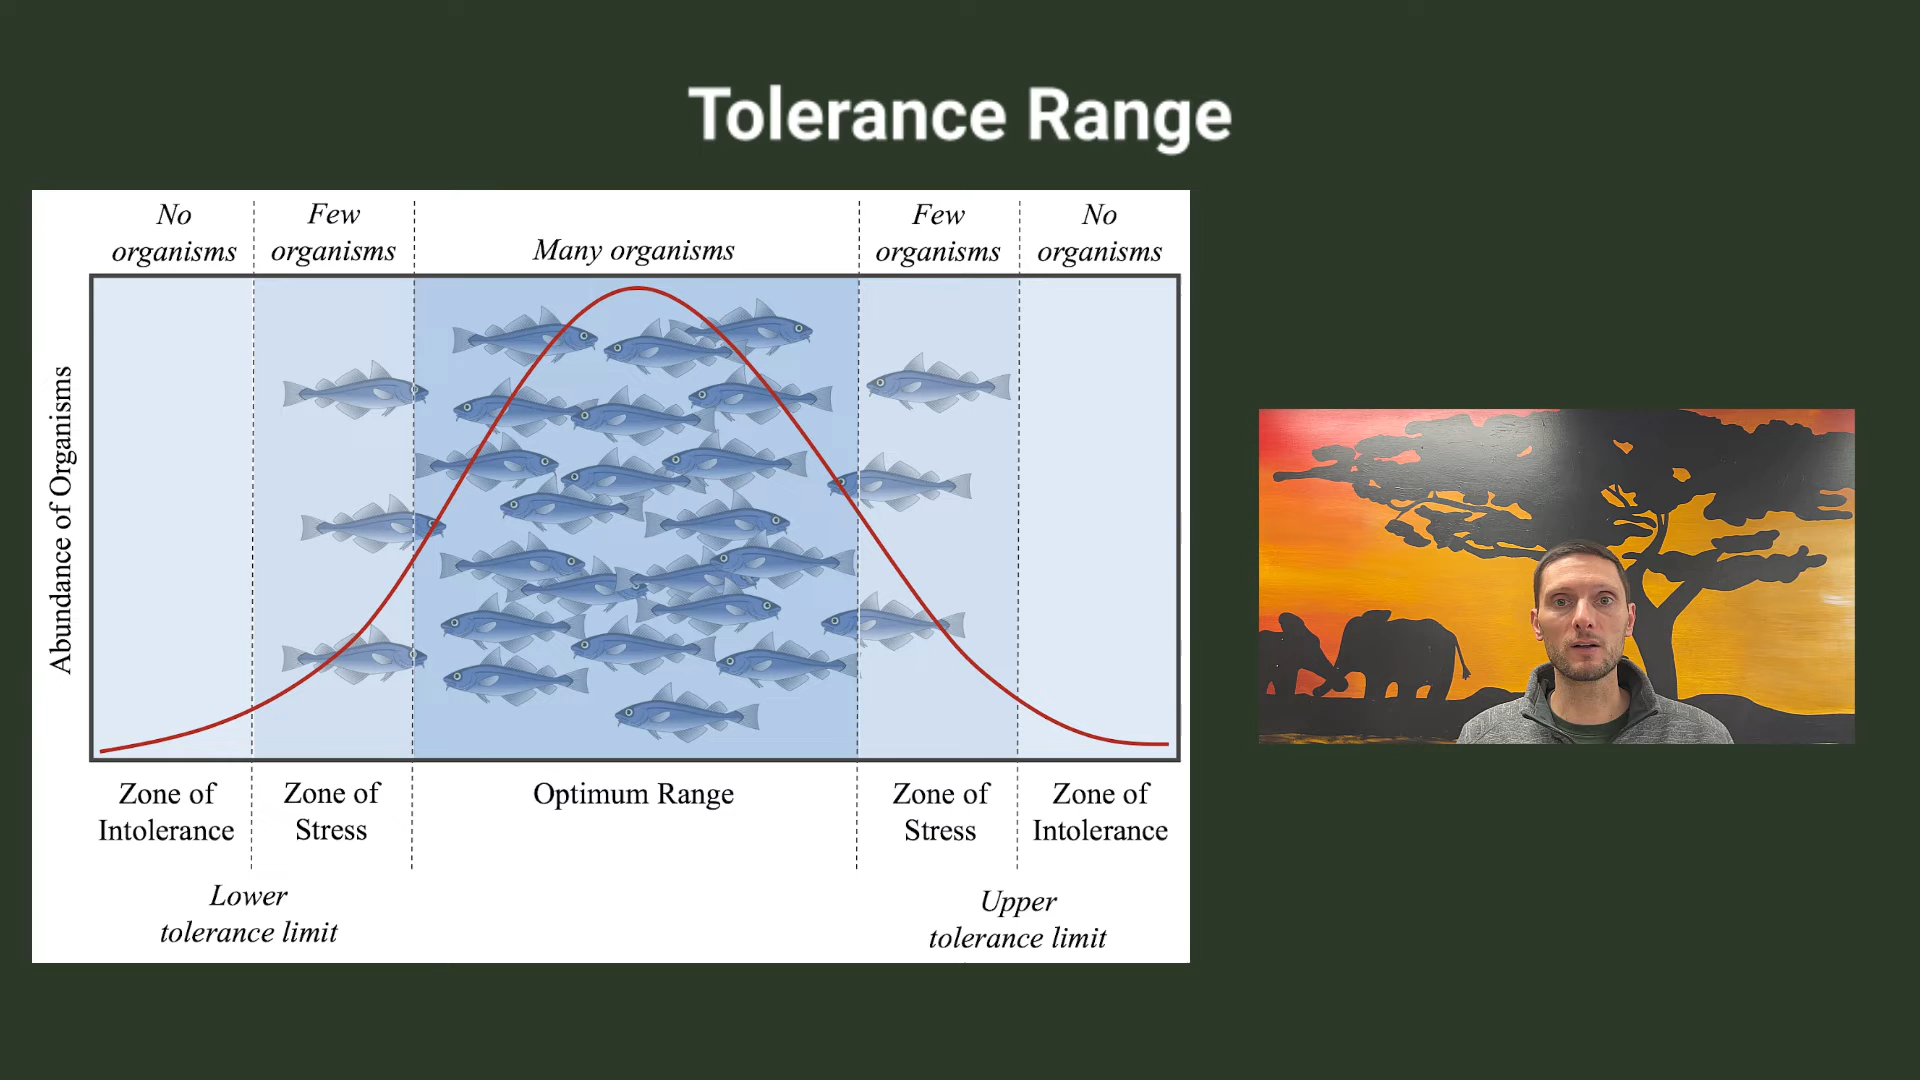 Tolerance Range
No
organisms
Few
organisms
Many organisms
Few
organisms
No
organisms
Abundance of Organisms
Zone of
Intolerance
Zone of
Stress
Optimum Range
Zone of
Stress
Zone of
Intolerance
Lower
tolerance limit
Upper
tolerance limit